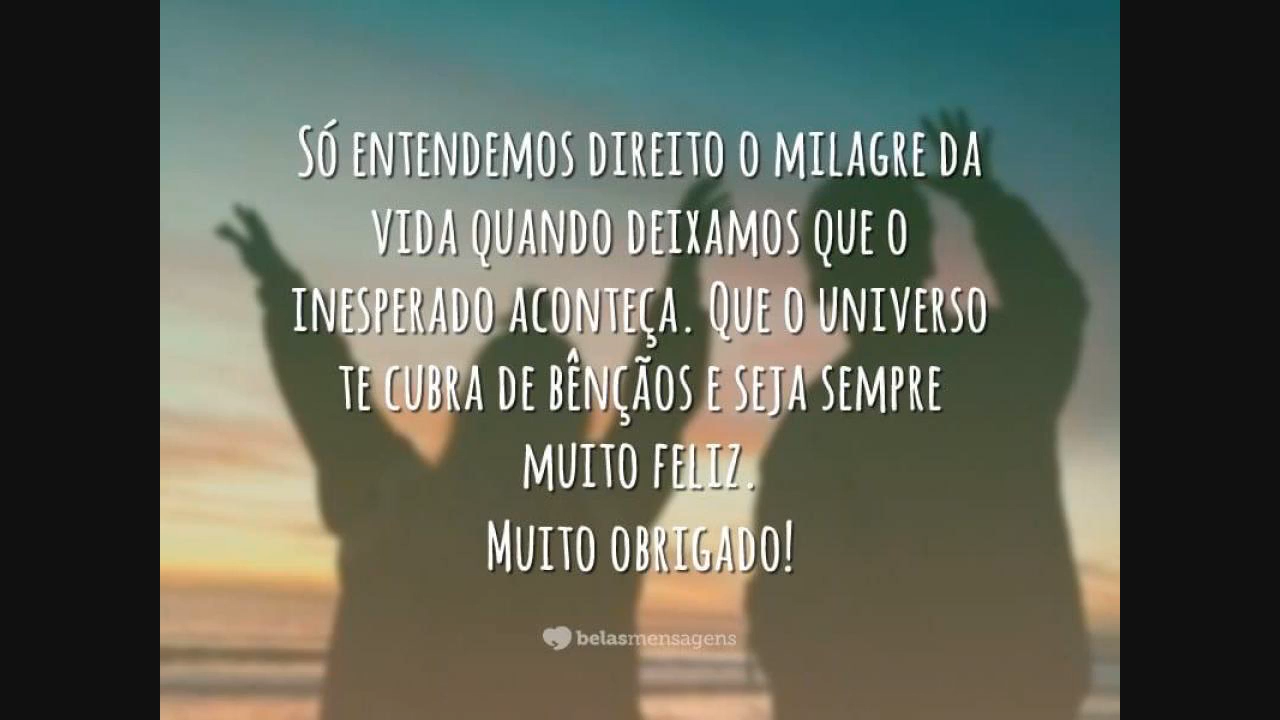 Só entendemos direito o milagre da
vida quando deixamos que o
inesperado aconteça. Que o universo
te cubra de bênçãos e seja sempre
muito feliz.
Muito obrigado!
belasmensagens